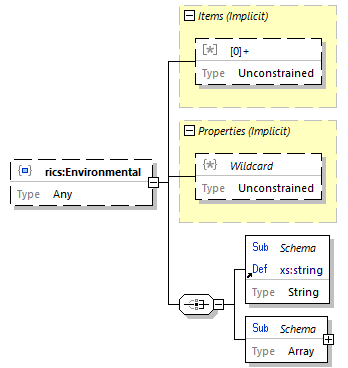 Items (Implicit)
[0]+
Type Unconstrained
Properties (Implicit)
Wildcard
Type Unconstrained
rics:Environmental
Type Any
Sub Schema
Def xs:string
Type String
Sub Schema
Type Array